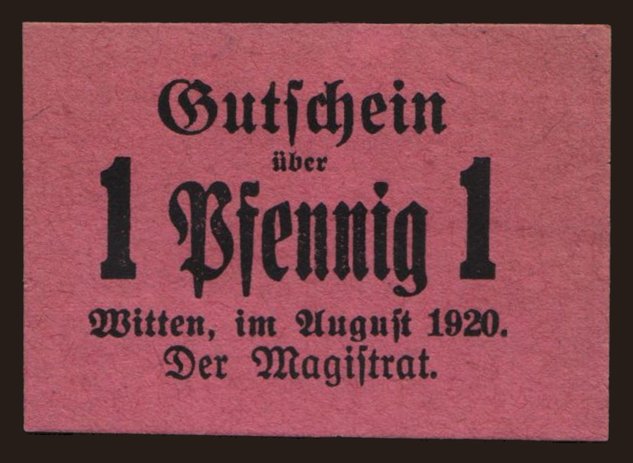 Gutschein
über
1 Pfennig 1
Witten, im August 1920.
Der Magistrat.